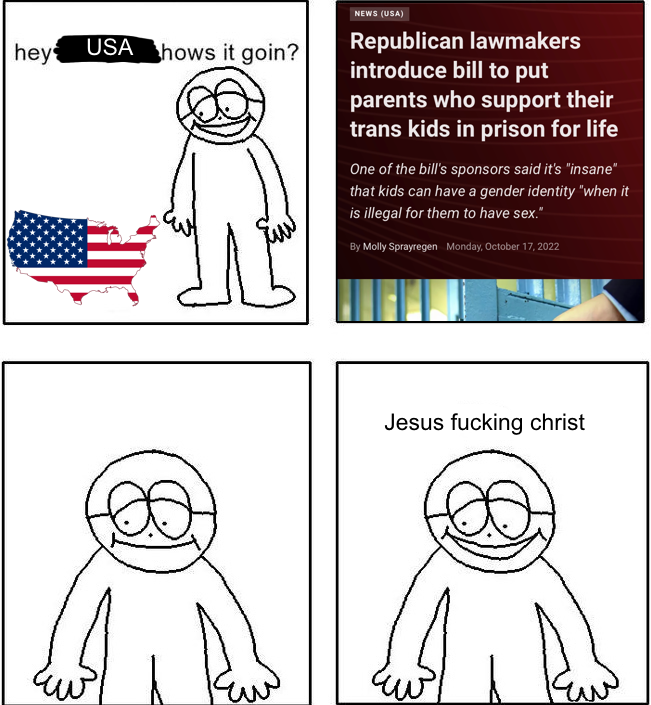 hey USA hows it goin?
NEWS (USA)
Republican lawmakers
introduce bill to put
parents who support their
trans kids in prison for life
One of the bill's sponsors said it's "insane"
that kids can have a gender identity "when it
is illegal for them to have sex."
By Molly Sprayregen Monday, October 17, 2022
Jesus fucking christ